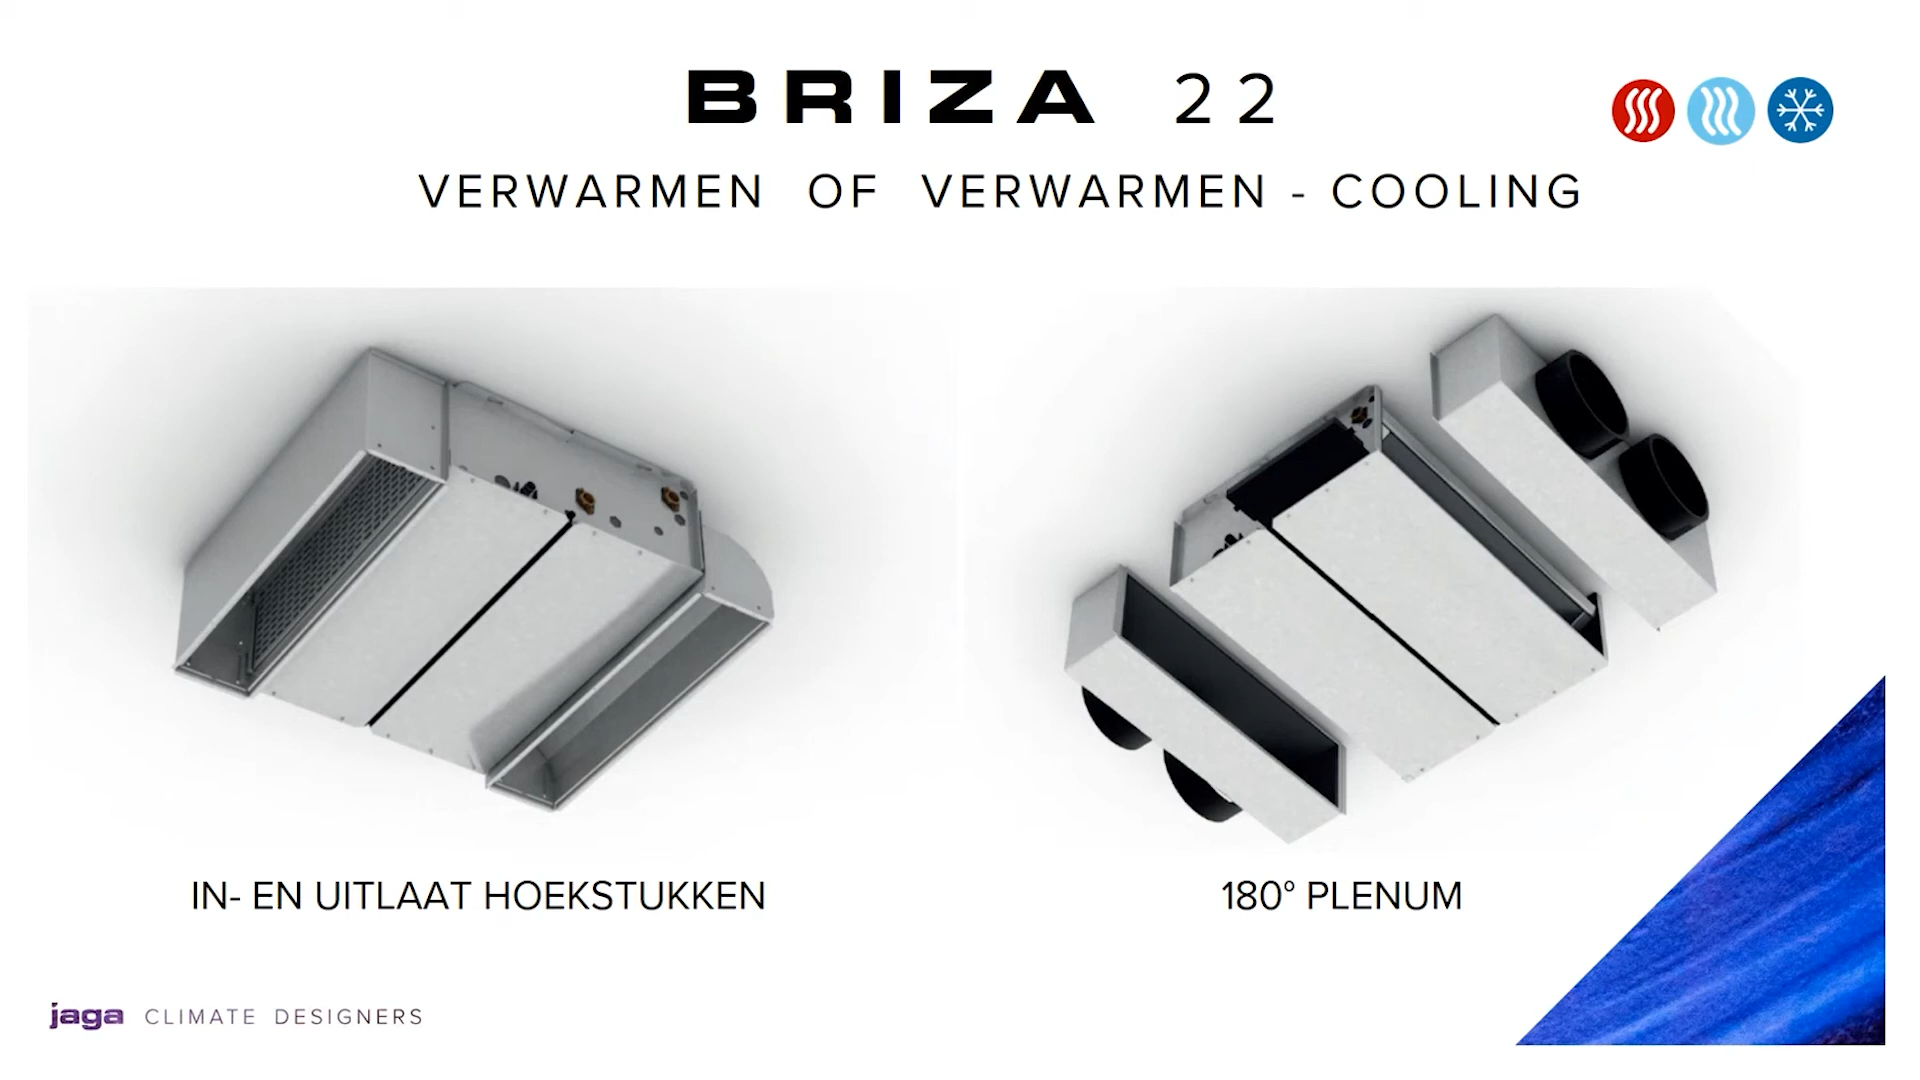 BRIZA 22
VERWARMEN OF VERWARMEN - COOLING
IN- EN UITLAAT HOEKSTUKKEN
180° PLENUM
jaga CLIMATE DESIGNERS